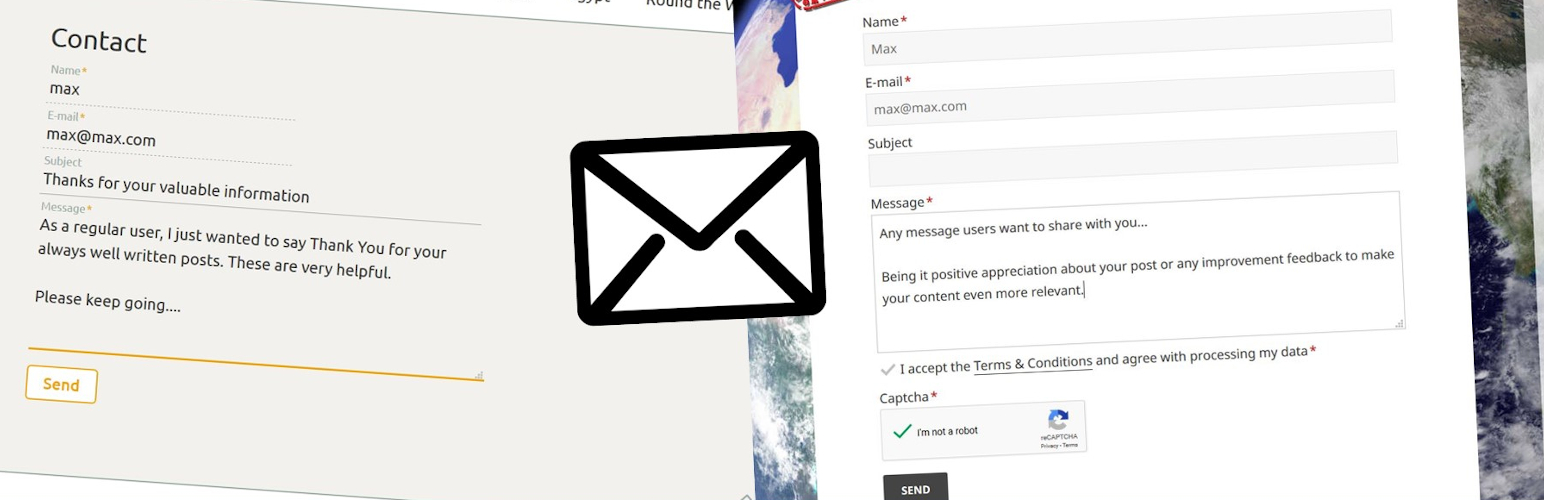 Round the W
Contact
Name*
max
E-mail*
max@max.com
Subject
Thanks for your valuable information
Message*
As a regular user, I just wanted to say Thank You for your
always well written posts. These are very helpful.
Please keep going....
Send
Name*
Max
E-mail*
max@max.com
Subject
Message*
Any message users want to share with you...
Being it positive appreciation about your post or any improvement feedback to make
your content even more relevant.
I accept the Terms & Conditions and agree with processing my data*
Captcha*
I'm not a robot
reCAPTCHA
Privacy - Terms
SEND